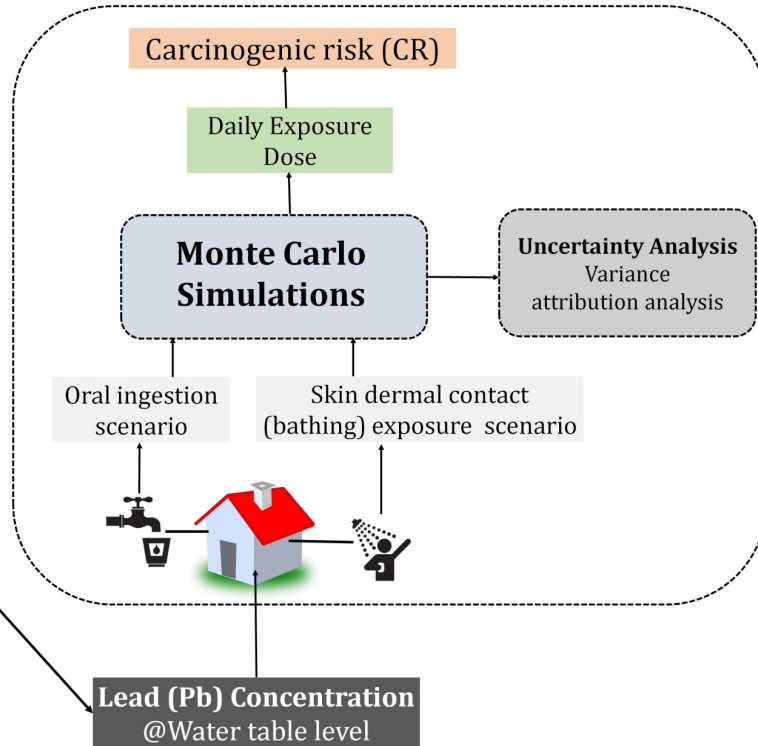 Carcinogenic risk (CR)
Daily Exposure
Dose
Monte Carlo
Simulations
Uncertainty Analysis
Variance
attribution analysis
Oral ingestion
scenario
Skin dermal contact
(bathing) exposure scenario
Lead (Pb) Concentration
@Water table level